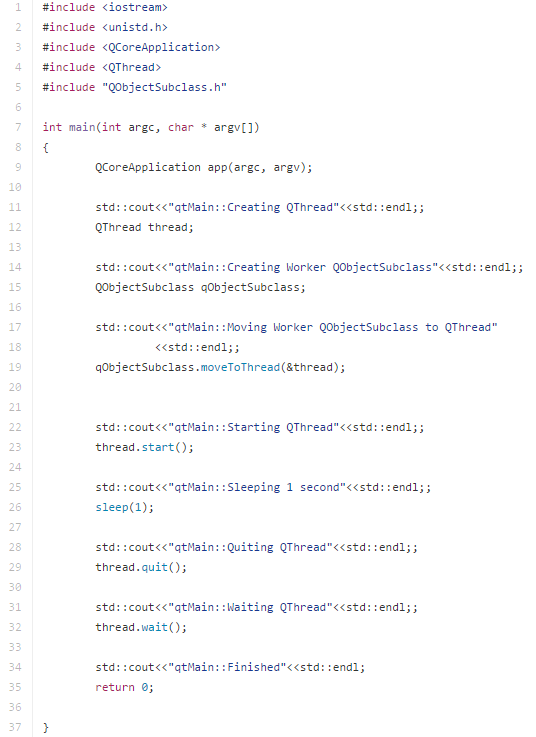 1 #include <iostream>
2 #include <unistd.h>
3 #include <QCoreApplication>
4 #include <QThread>
5 #include "QObjectSubclass.h"
6
7 int main(int argc, char * argv[])
8 {
9 QCoreApplication app(argc, argv);
10
11 std::cout<<"qtMain::Creating QThread"<<std::endl;;
12 QThread thread;
13
14 std::cout<<"qtMain::Creating Worker QObjectSubclass"<<std::endl;;
15 QObjectSubclass qObjectSubclass;
16
17 std::cout<<"qtMain::Moving Worker QObjectSubclass to QThread"
18 <<std::endl;;
19 qObjectSubclass.moveToThread(&thread);
20
21
22 std::cout<<"qtMain::Starting QThread"<<std::endl;;
23 thread.start();
24
25 std::cout<<"qtMain::Sleeping 1 second"<<std::endl;;
26 sleep(1);
27
28 std::cout<<"qtMain::Quiting QThread"<<std::endl;;
29 thread.quit();
30
31 std::cout<<"qtMain::Waiting QThread"<<std::endl;;
32 thread.wait();
33
34 std::cout<<"qtMain::Finished"<<std::endl;
35 return 0;
36
37 }